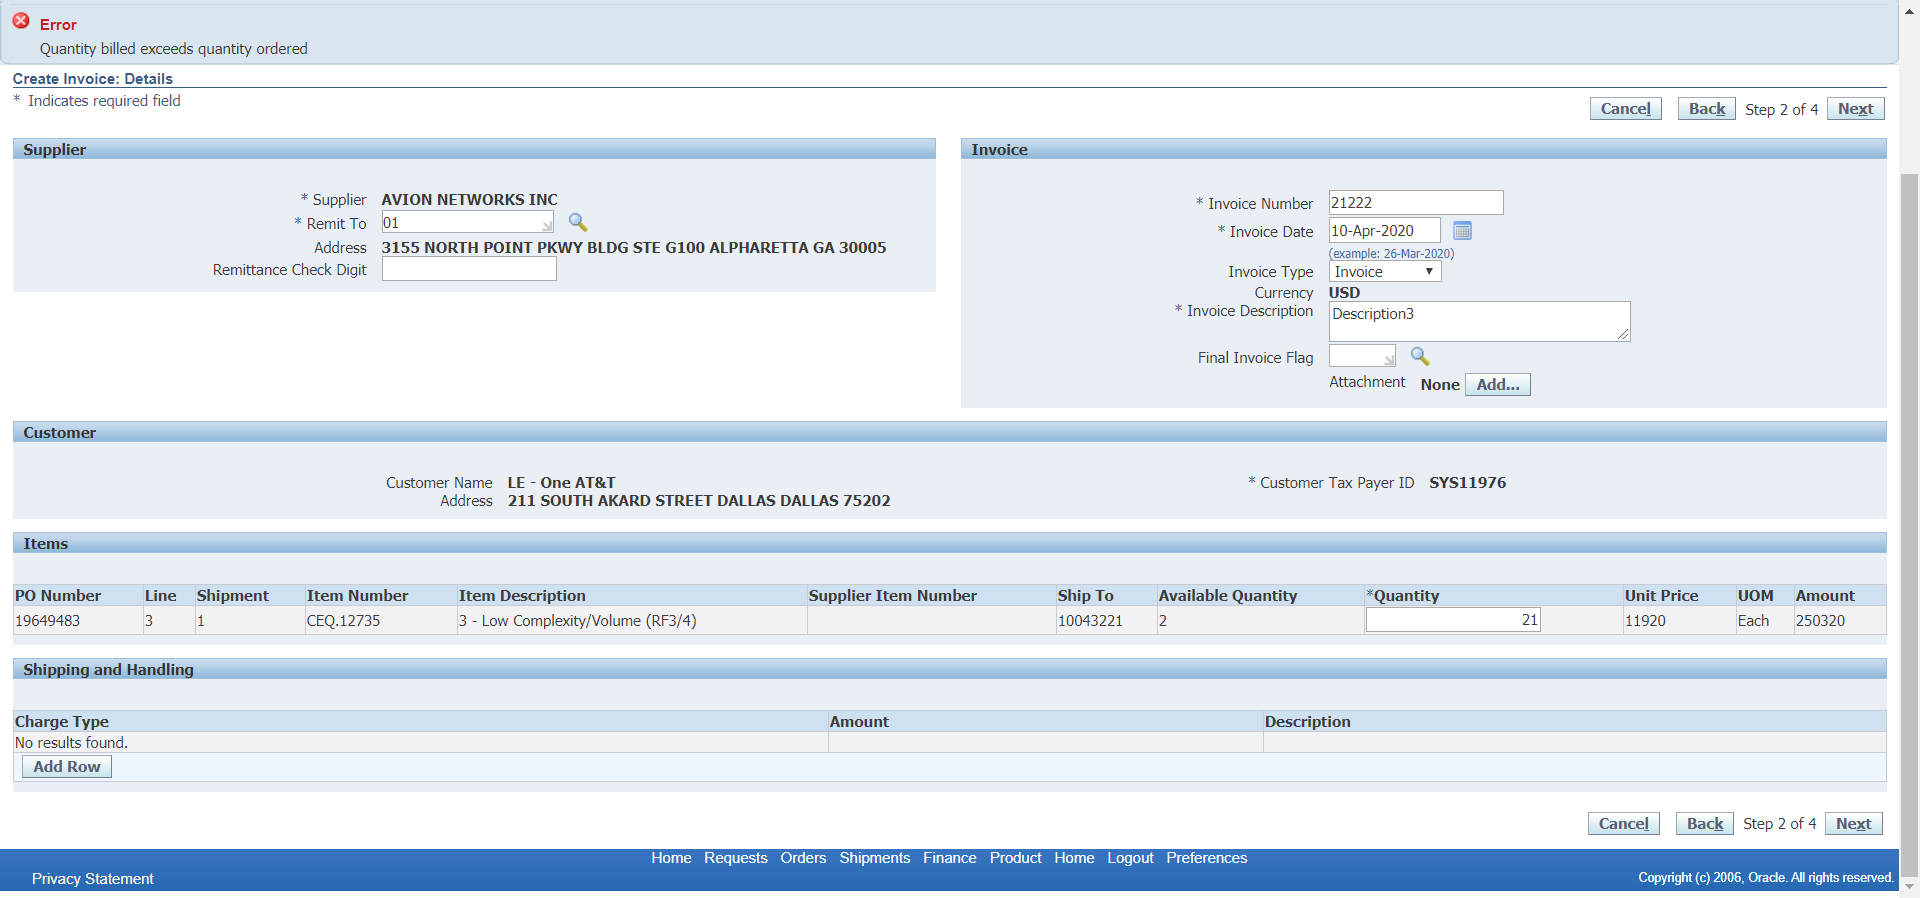 Error
Quantity billed exceeds quantity ordered
Create Invoice: Details
* Indicates required field
Cancel Back Step 2 of 4 Next
Supplier
* Supplier AVION NETWORKS INC
* Remit To 01
Address 3155 NORTH POINT PKWY BLDG STE G100 ALPHARETTA GA 30005
Remittance Check Digit
Invoice
* Invoice Number 21222
* Invoice Date 10-Apr-2020
(example: 26-Mar-2020)
Invoice Type Invoice
Currency USD
* Invoice Description Description3
Final Invoice Flag
Attachment None Add...
Customer
Customer Name LE - One AT&T
Address 211 SOUTH AKARD STREET DALLAS DALLAS 75202
* Customer Tax Payer ID SYS11976
Items
PO Number Line Shipment Item Number Item Description Supplier Item Number Ship To Available Quantity *Quantity Unit Price UOM Amount
19649483 3 1 CEQ.12735 3 - Low Complexity/Volume (RF3/4) 10043221 2 21 11920 Each 250320
Shipping and Handling
Charge Type Amount Description
No results found.
Add Row
Cancel Back Step 2 of 4 Next
Home Requests Orders Shipments Finance Product Home Logout Preferences
Privacy Statement
Copyright (c) 2006, Oracle. All rights reserved.